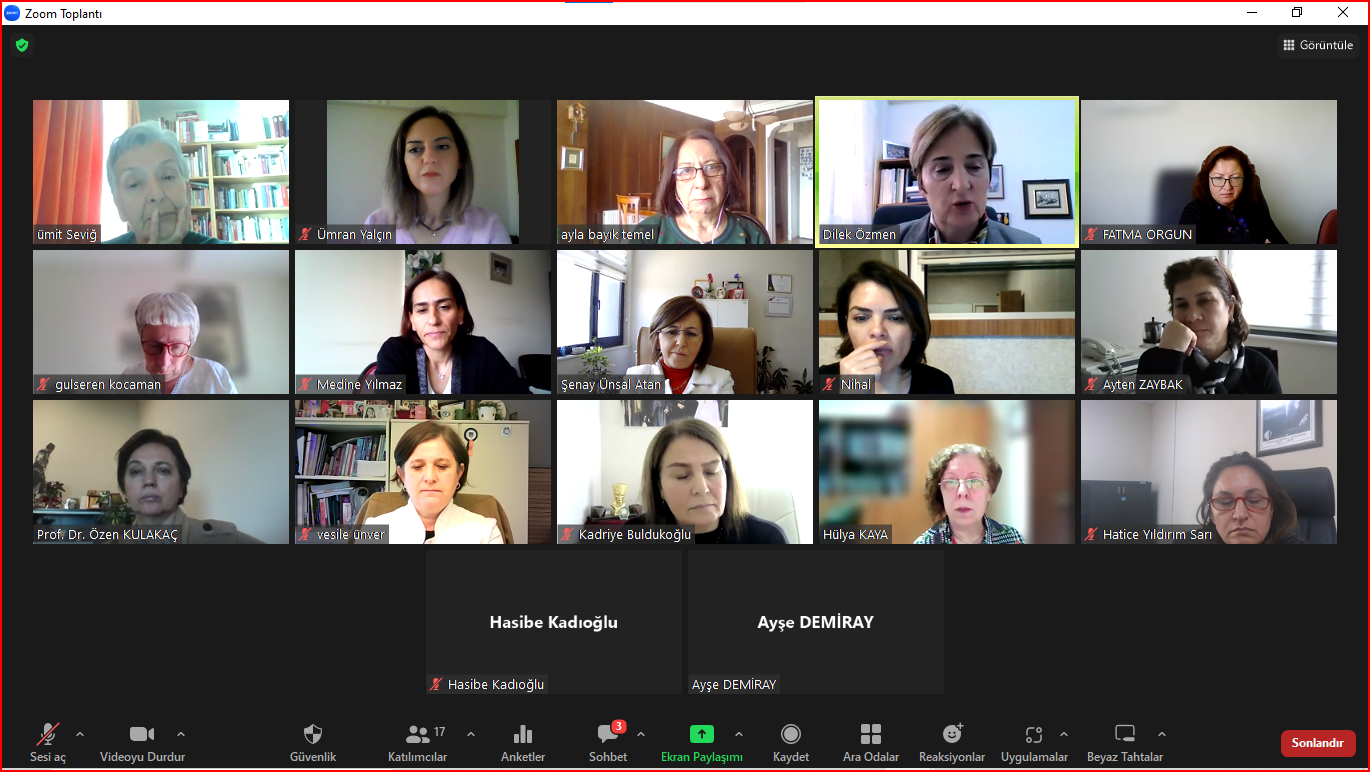 zoom
Zoom Toplantı
Görüntüle
ümit Seviğ
Ümran Yalçın
ayla bayık temel
Dilek Özmen
FATMA ORGUN
gulseren kocaman
Medine Yılmaz
Şenay Ünsal Atan
Nihal
Ayten ZAYBAK
Prof. Dr. Özen KULAKAÇ
vesile ünver
Kadriye Buldukoğlu
Hülya KAYA
Hatice Yıldırım Sarı
Hasibe Kadıoğlu
Ayşe DEMİRAY
Hasibe Kadıoğlu
Ayşe DEMİRAY
17
3
Sesi aç
Videoyu Durdur
Güvenlik
Katılımcılar
Anketler
Sohbet
Ekran Paylaşımı
Kaydet
Ara Odalar
Reaksiyonlar
Uygulamalar
Beyaz Tahtalar
Sonlandır